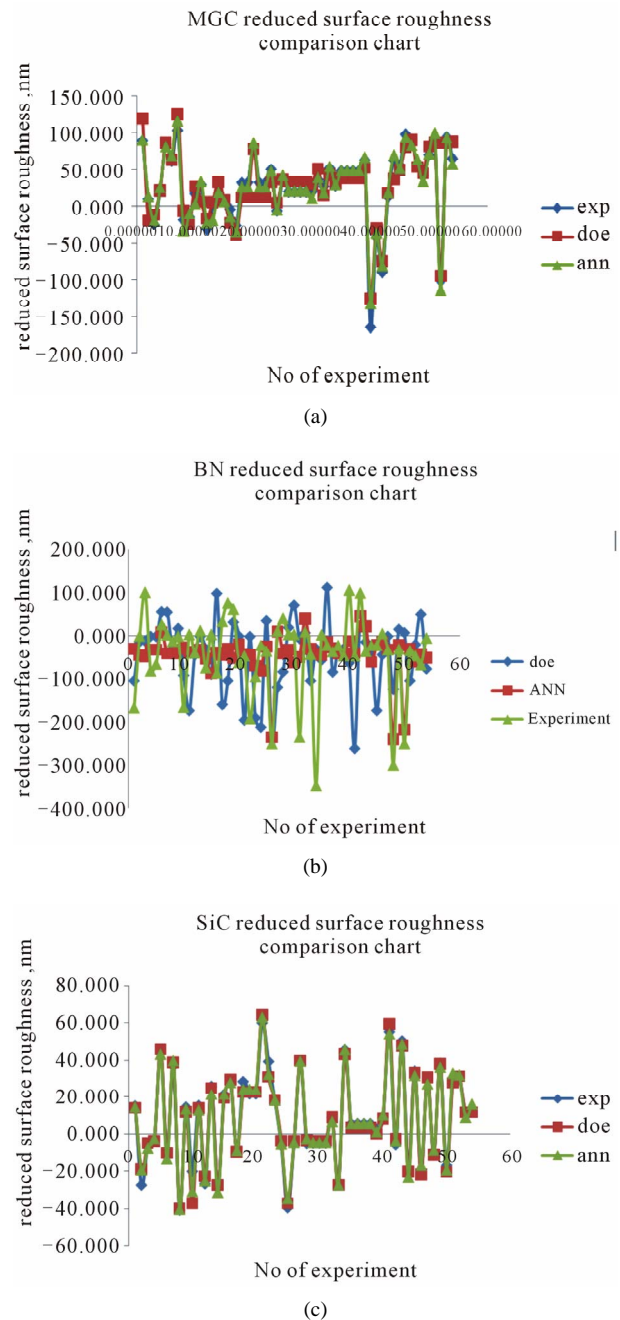 MGC reduced surface roughness
comparison chart
reduced surface roughness ,nm
150.000
100.000
50.000
0.000
-50.000
-100.000
-150.000
-200.000
60.00000
exp
doe
ann
No of experiment
(a)
BN reduced surface roughness
comparison chart
reduced surface roughness ,nm
200.000
100.000
0.000
-100.000
-200.000
-300.000
-400.000
0 10 20 30 40 50 60
doe
ANN
Experiment
No of experiment
(b)
SiC reduced surface roughness
comparison chart
reduced surface roughness ,nm
80.000
60.000
40.000
20.000
0.000
-20.000
-40.000
-60.000
0 10 20 30 40 50 60
exp
doe
ann
No of experiment
(c)